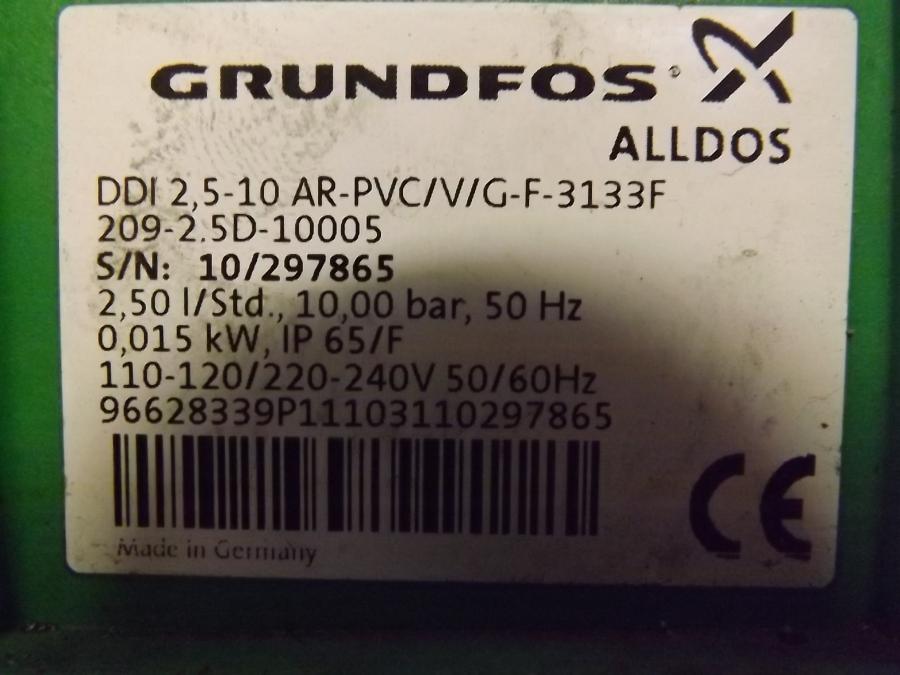 GRUNDFOS
ALLDOS
DDI 2,5-10 AR-PVC/V/G-F-3133F
209-2.5D-10005
S/N: 10/297865
2,50 l/Std., 10,00 bar, 50 Hz
0,015 kW, IP 65/F
110-120/220-240V 50/60Hz
96628339P11103110297865
CE
Made in Germany